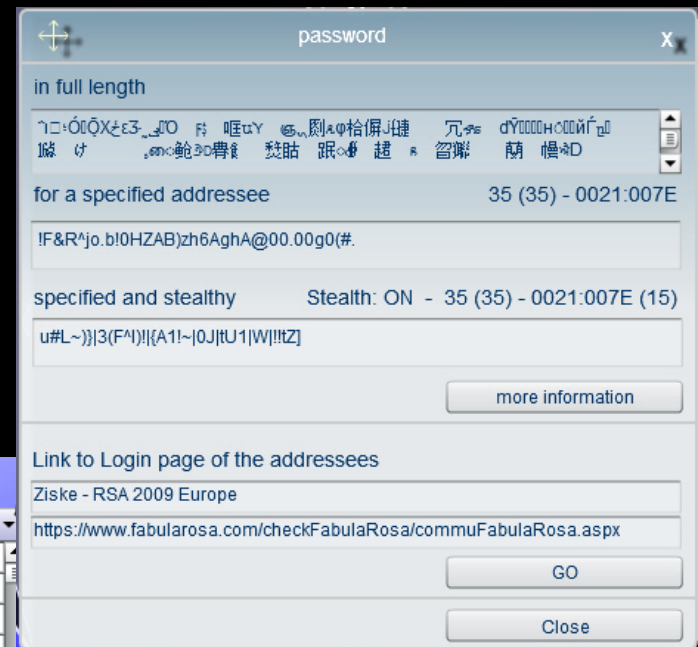 password
X
in full length
for a specified addressee 35 (35) - 0021:007E
!F&R^jo.b!0HZAB)zh6AghA@00.00g0(#.
specified and stealthy Stealth: ON - 35 (35) - 0021:007E (15)
u#L~)}|3(F^I)!|{A1!~|0J|tU1|W|!!tZ]
more information
Link to Login page of the addressees
Ziske - RSA 2009 Europe
https://www.fabularosa.com/checkFabulaRosa/commuFabulaRosa.aspx
GO
Close